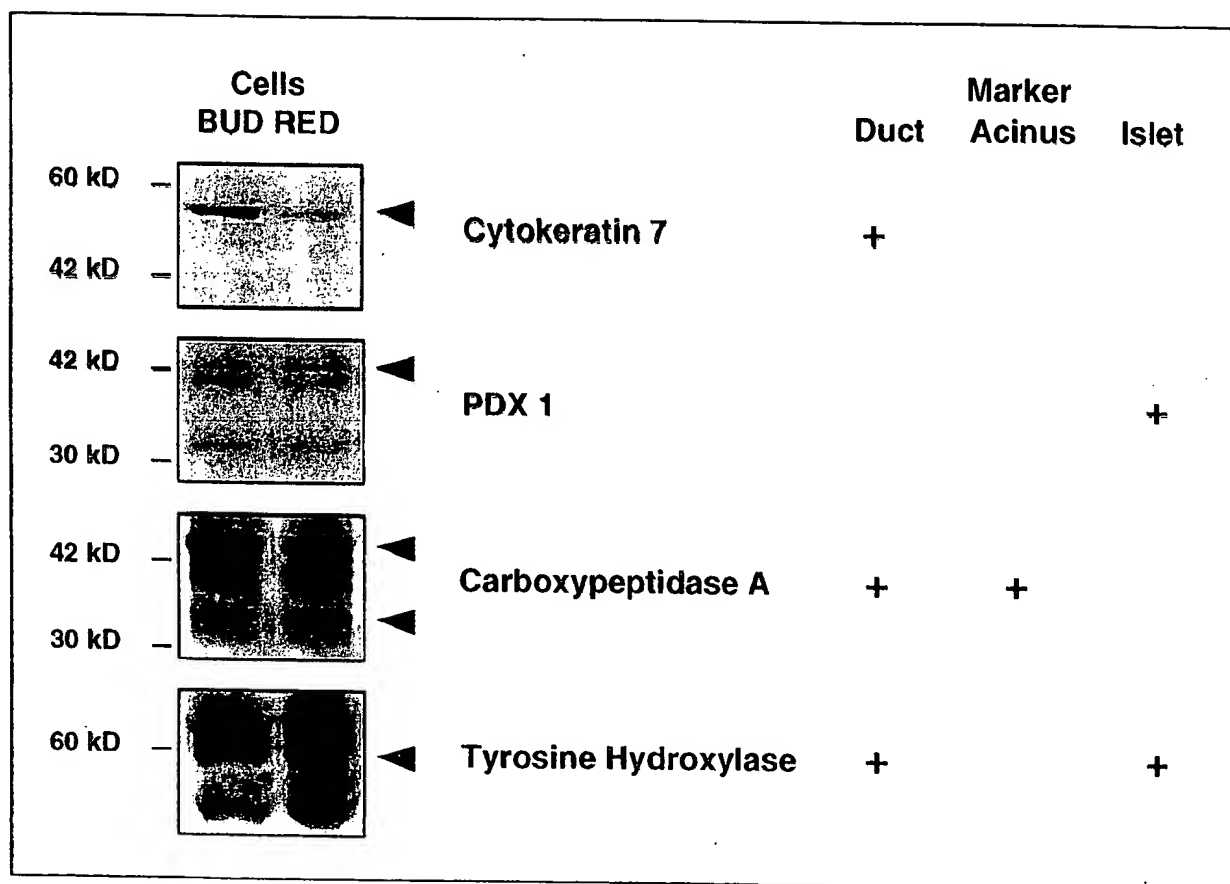 Cells
BUD RED
Marker
Duct Acinus Islet
60 kD –
42 kD –
Cytokeratin 7 +
42 kD –
30 kD –
PDX 1 +
42 kD –
30 kD –
Carboxypeptidase A + +
60 kD –
Tyrosine Hydroxylase + +